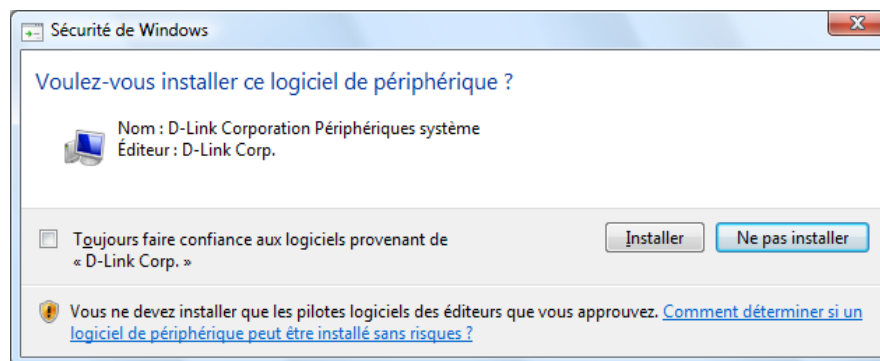 Sécurité de Windows
Voulez-vous installer ce logiciel de périphérique ?
Nom : D-Link Corporation Périphériques système
Éditeur : D-Link Corp.
Toujours faire confiance aux logiciels provenant de
« D-Link Corp. »
Installer
Ne pas installer
Vous ne devez installer que les pilotes logiciels des éditeurs que vous approuvez. Comment déterminer si un
logiciel de périphérique peut être installé sans risques ?